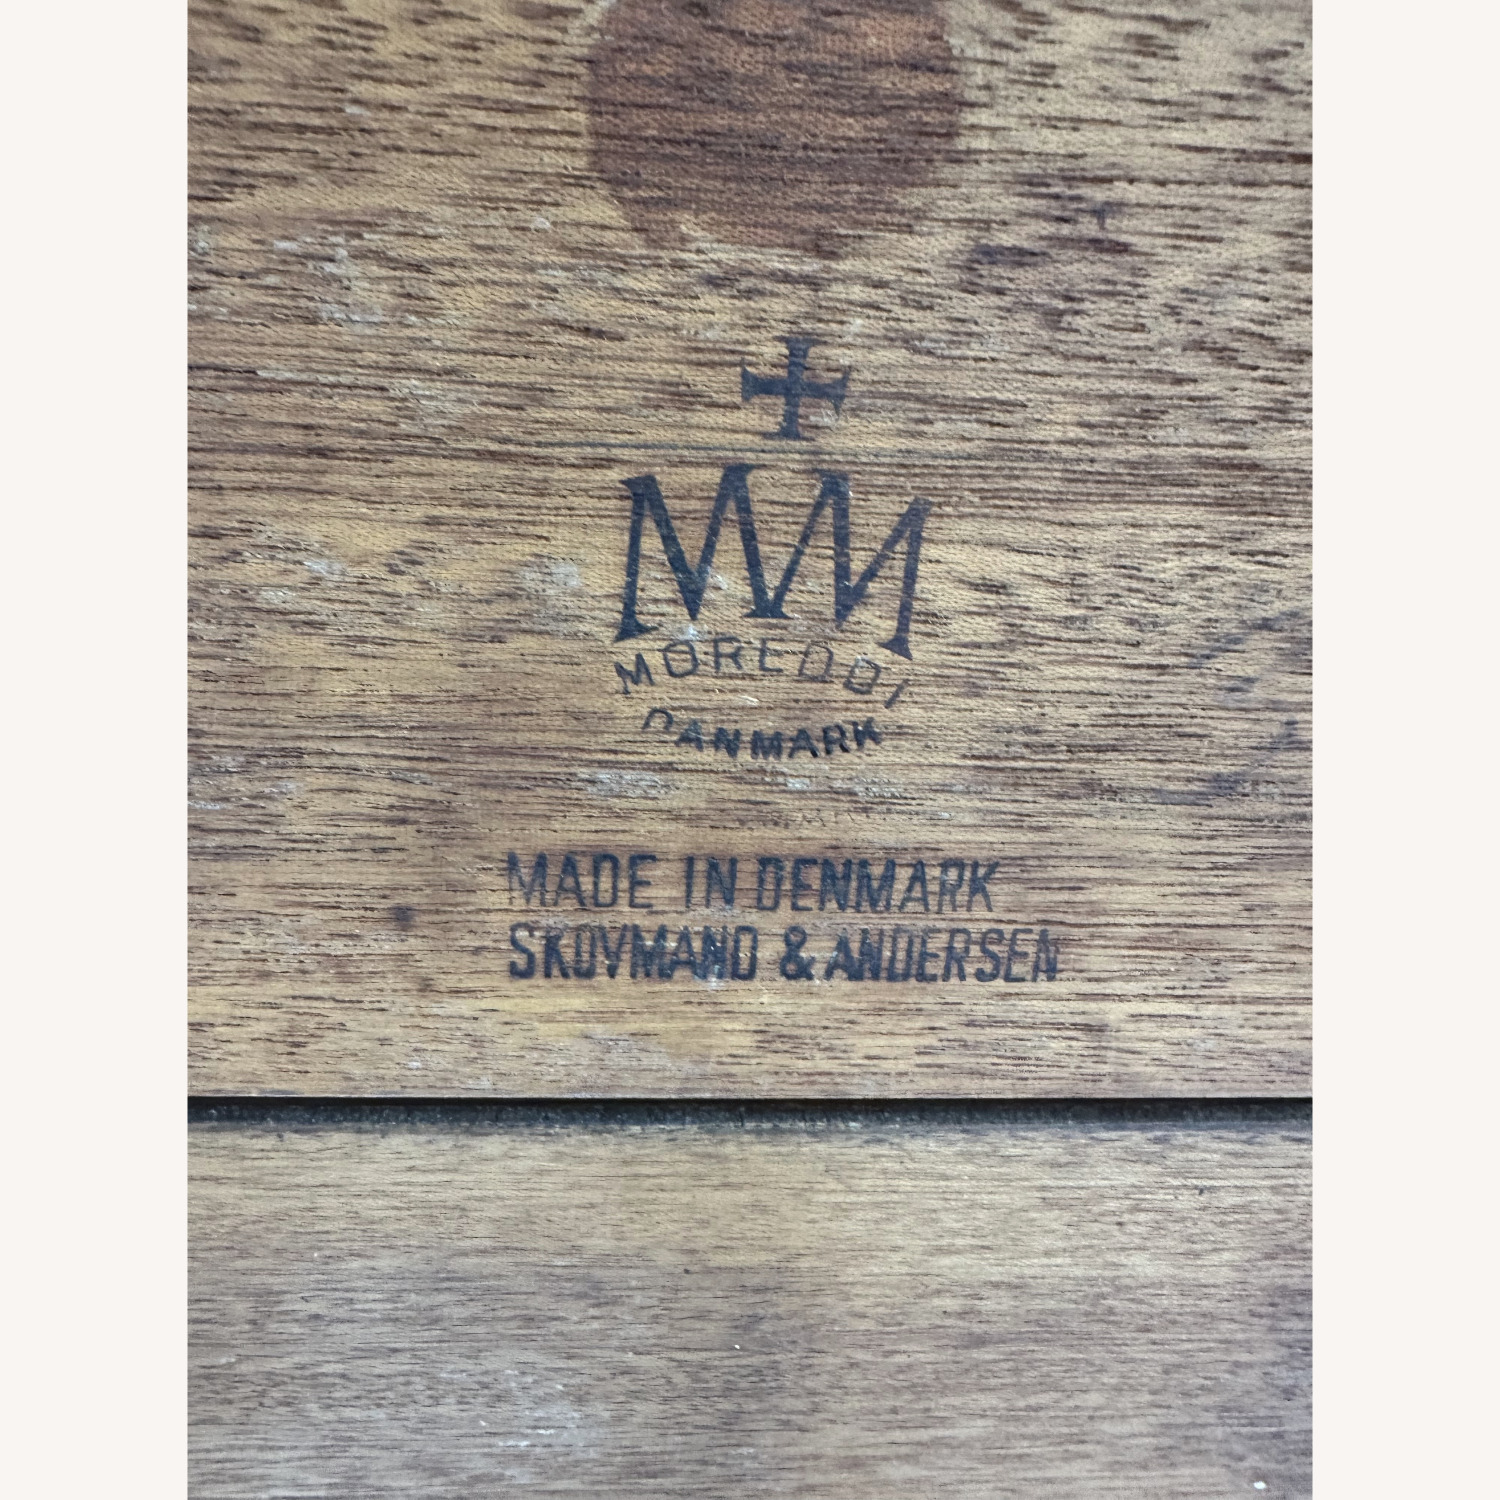 MM
MOREDDI
DANMARK
MADE IN DENMARK
SKOVMAND & ANDERSEN